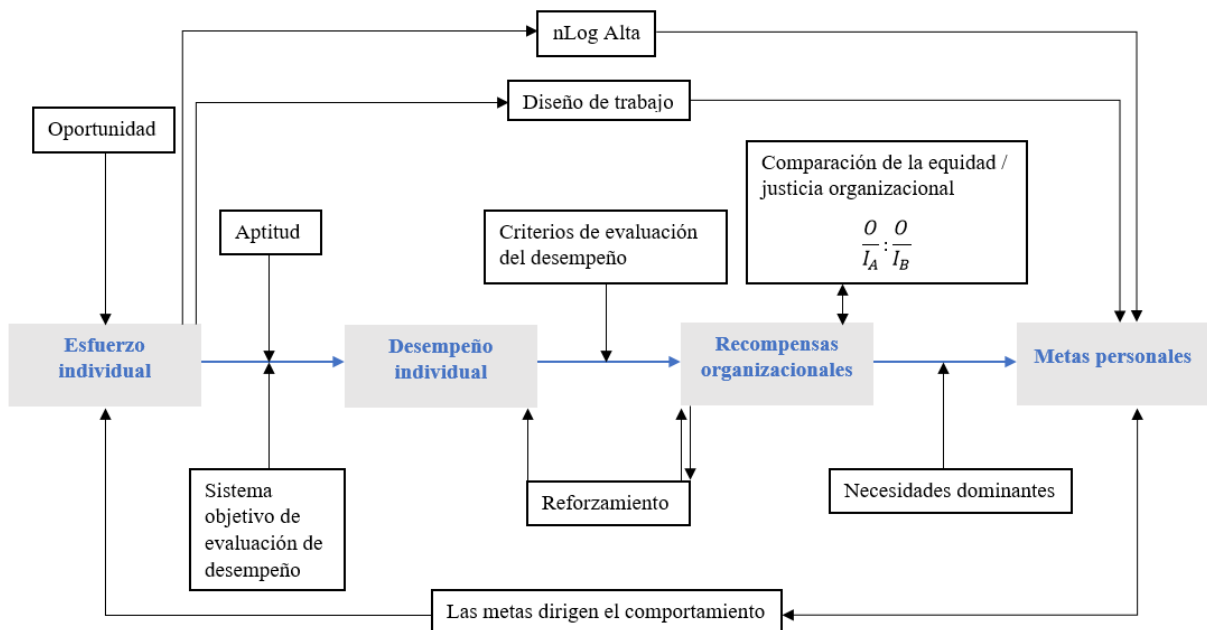 nLog Alta
Diseño de trabajo
Oportunidad
Comparación de la equidad /
justicia organizacional
O/I_A : O/I_B
Aptitud
Criterios de evaluación
del desempeño
Esfuerzo
individual
Desempeño
individual
Recompensas
organizacionales
Metas personales
Sistema
objetivo de
evaluación de
desempeño
Reforzamiento
Necesidades dominantes
Las metas dirigen el comportamiento